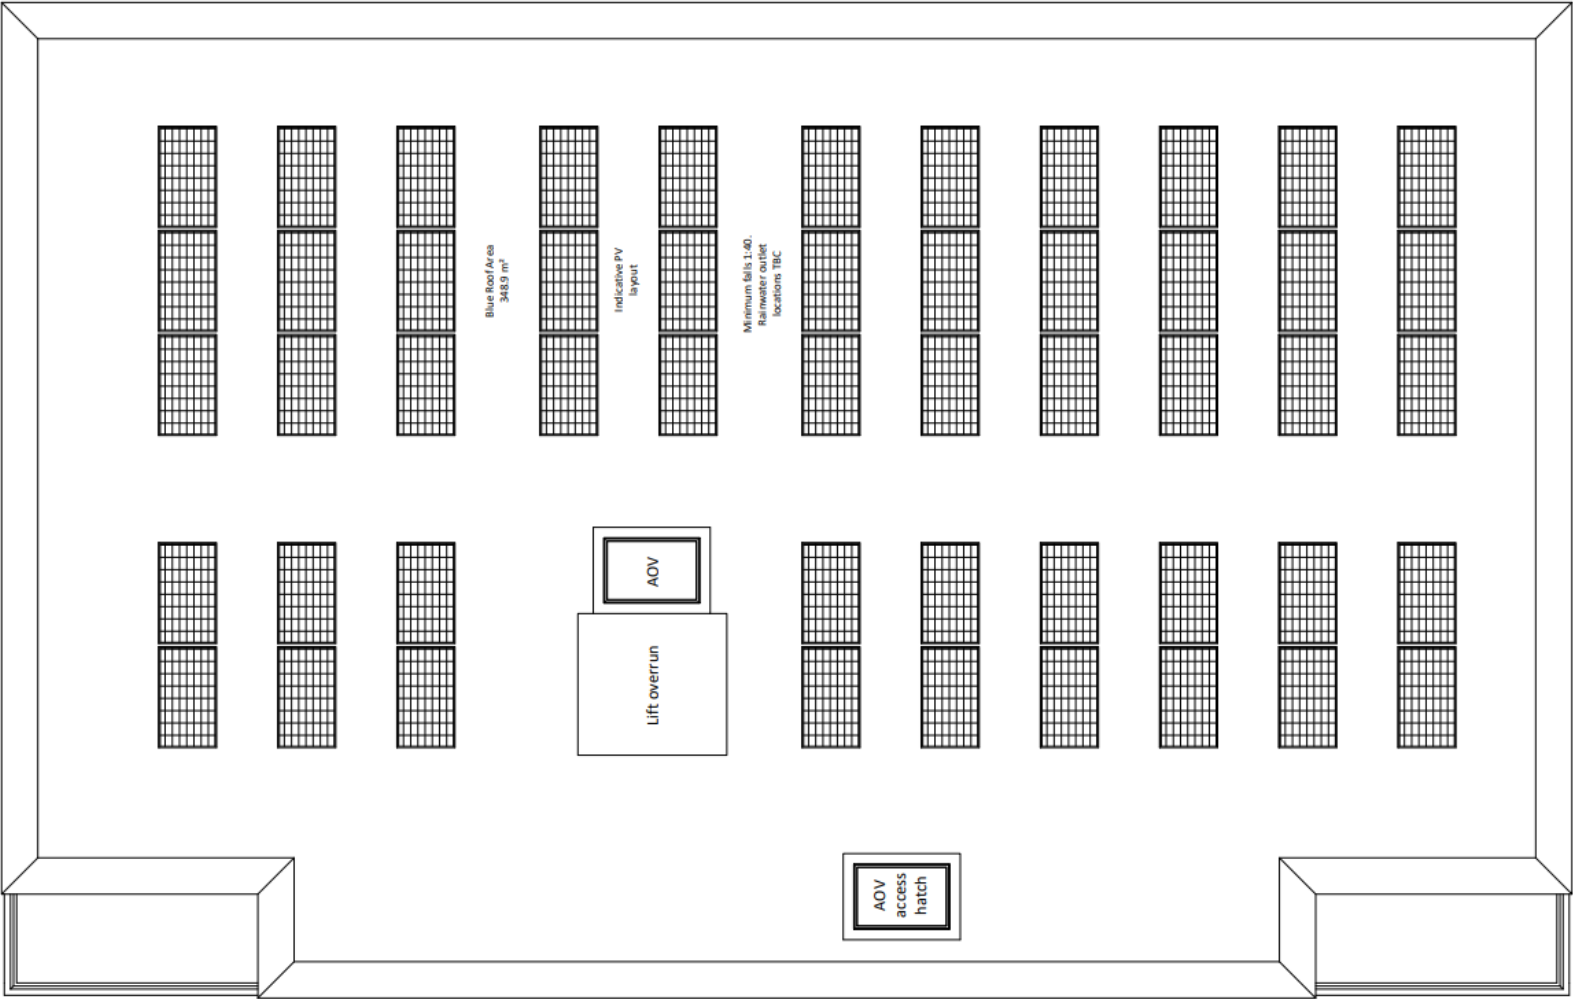 Blue Roof Area
348.9 m²
Indicative PV
layout
Minimum falls 1:40.
Rainwater outlet
locations TBC
AOV
Lift overrun
AOV
access
hatch